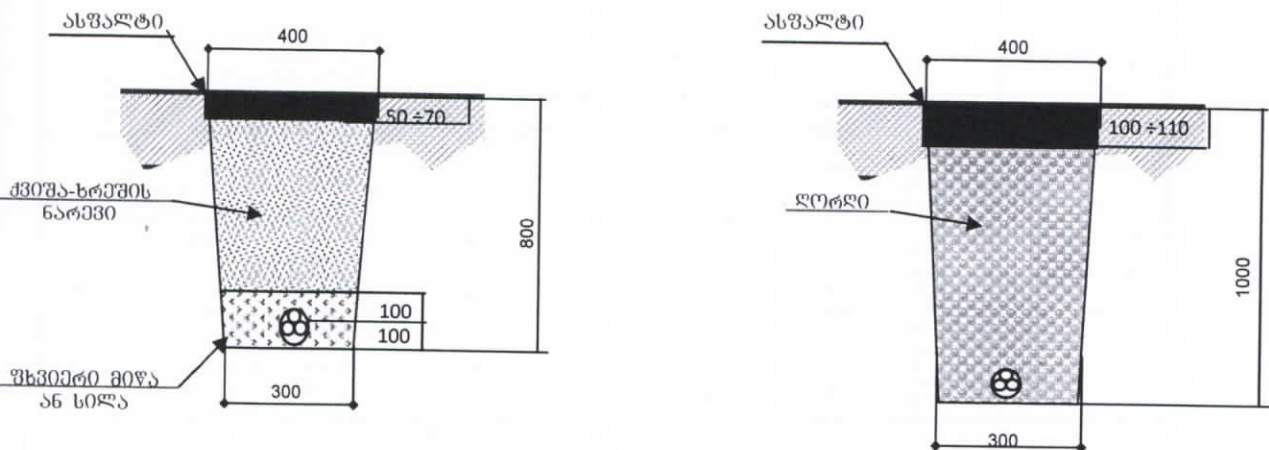 ასფალტი
400
50 ÷70
ქვიშა-ხრეშის
ნარევი
800
100
100
ფხვიერი მიწა
ან სილა
300
ასფალტი
400
100 ÷110
ღორღი
1000
300